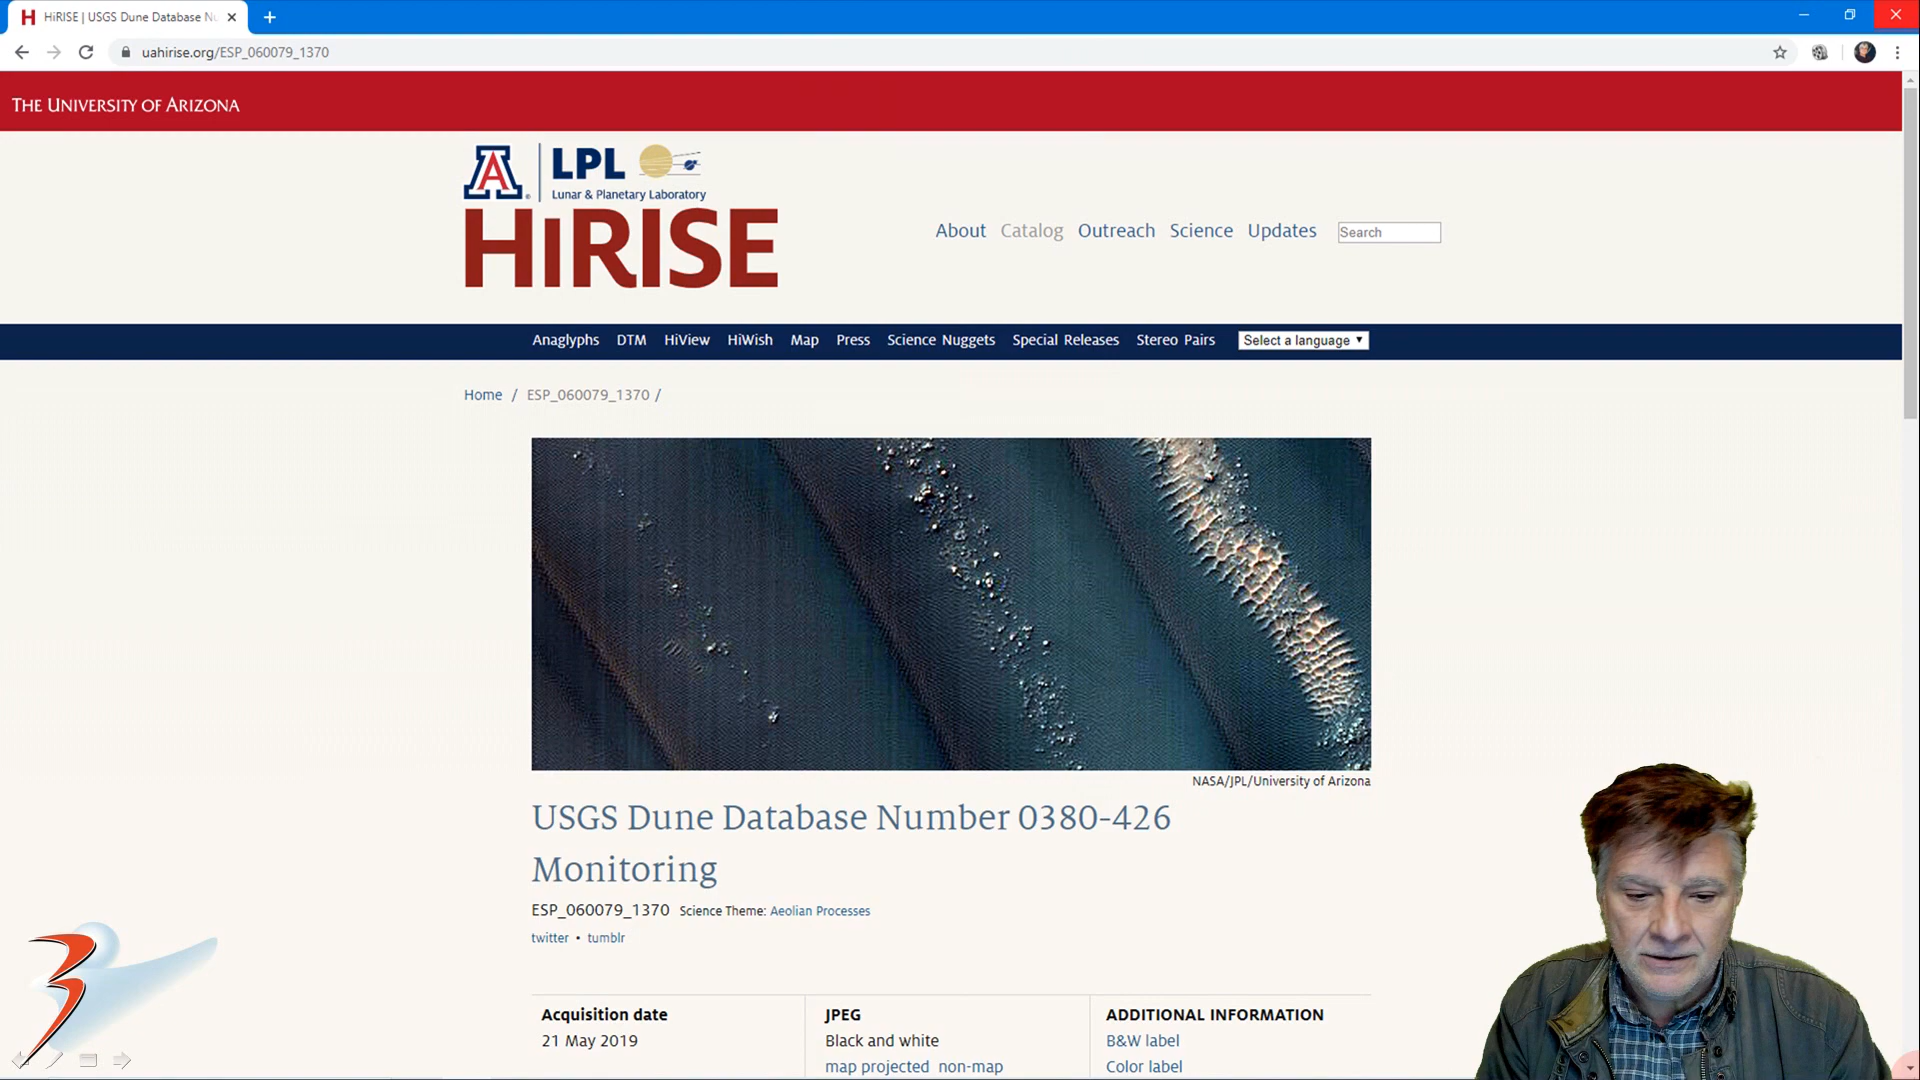 HiRISE | USGS Dune Database Nu
uahirise.org/ESP_060079_1370
THE UNIVERSITY OF ARIZONA
A LPL
Lunar & Planetary Laboratory
HiRISE
About Catalog Outreach Science Updates Search
Anaglyphs DTM HiView HiWish Map Press Science Nuggets Special Releases Stereo Pairs Select a language
Home / ESP_060079_1370 /
NASA/JPL/University of Arizona
USGS Dune Database Number 0380-426
Monitoring
ESP_060079_1370 Science Theme: Aeolian Processes
twitter • tumblr
Acquisition date JPEG ADDITIONAL INFORMATION
21 May 2019 Black and white B&W label
map projected non-map Color label